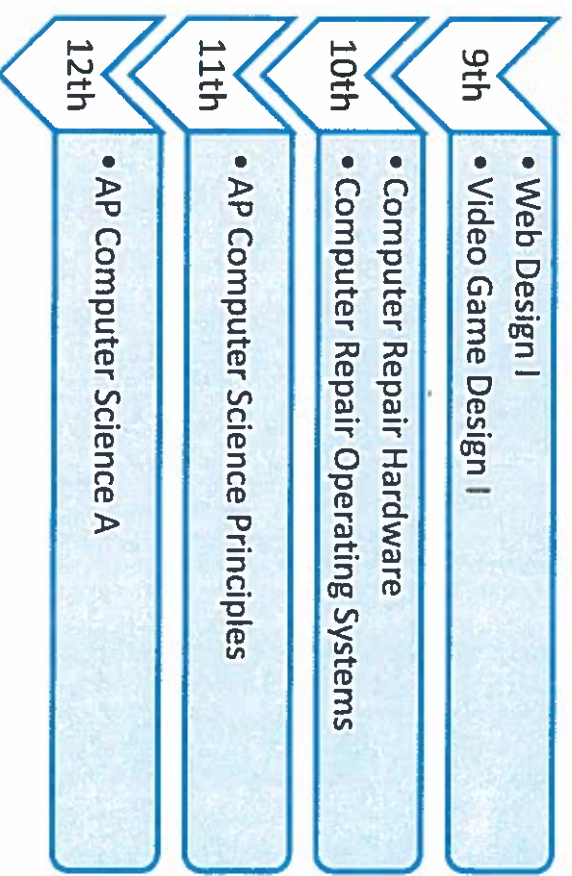 9th
• Web Design I
• Video Game Design I
10th
• Computer Repair Hardware
• Computer Repair Operating Systems
11th
• AP Computer Science Principles
12th
• AP Computer Science A